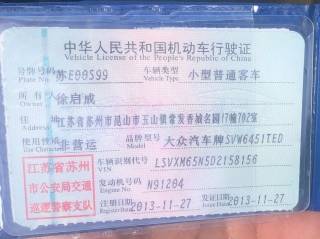 中华人民共和国机动车行驶证
Vehicle License of the People's Republic of China
号牌号码 苏E00S99 车辆类型 小型普通客车
Plate No. Vehicle Type
所有人 徐启威
Owner
住址 江苏省苏州市昆山市玉山镇常发香城名园17幢702室
使用性质 非营运 品牌型号 大众汽车牌SVW6451TED
Use Character Model
江苏省苏州
市公安局交通
巡逻警察支队
车辆识别代号 LSVXM65N5D2158156
VIN
发动机号码 N91204
Engine No.
注册日期 2013-11-27 发证日期 2013-11-27
Register Date Issue Date